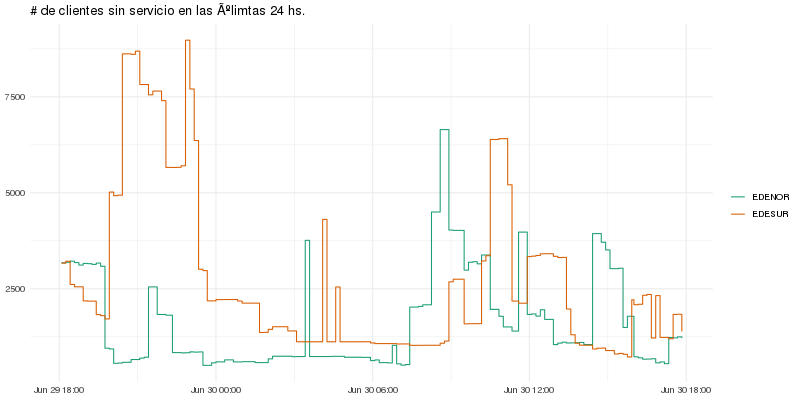 # de clientes sin servicio en las Ãºlimtas 24 hs.
7500
5000
2500
Jun 29 18:00
Jun 30 00:00
Jun 30 06:00
Jun 30 12:00
Jun 30 18:00
EDENOR
EDESUR